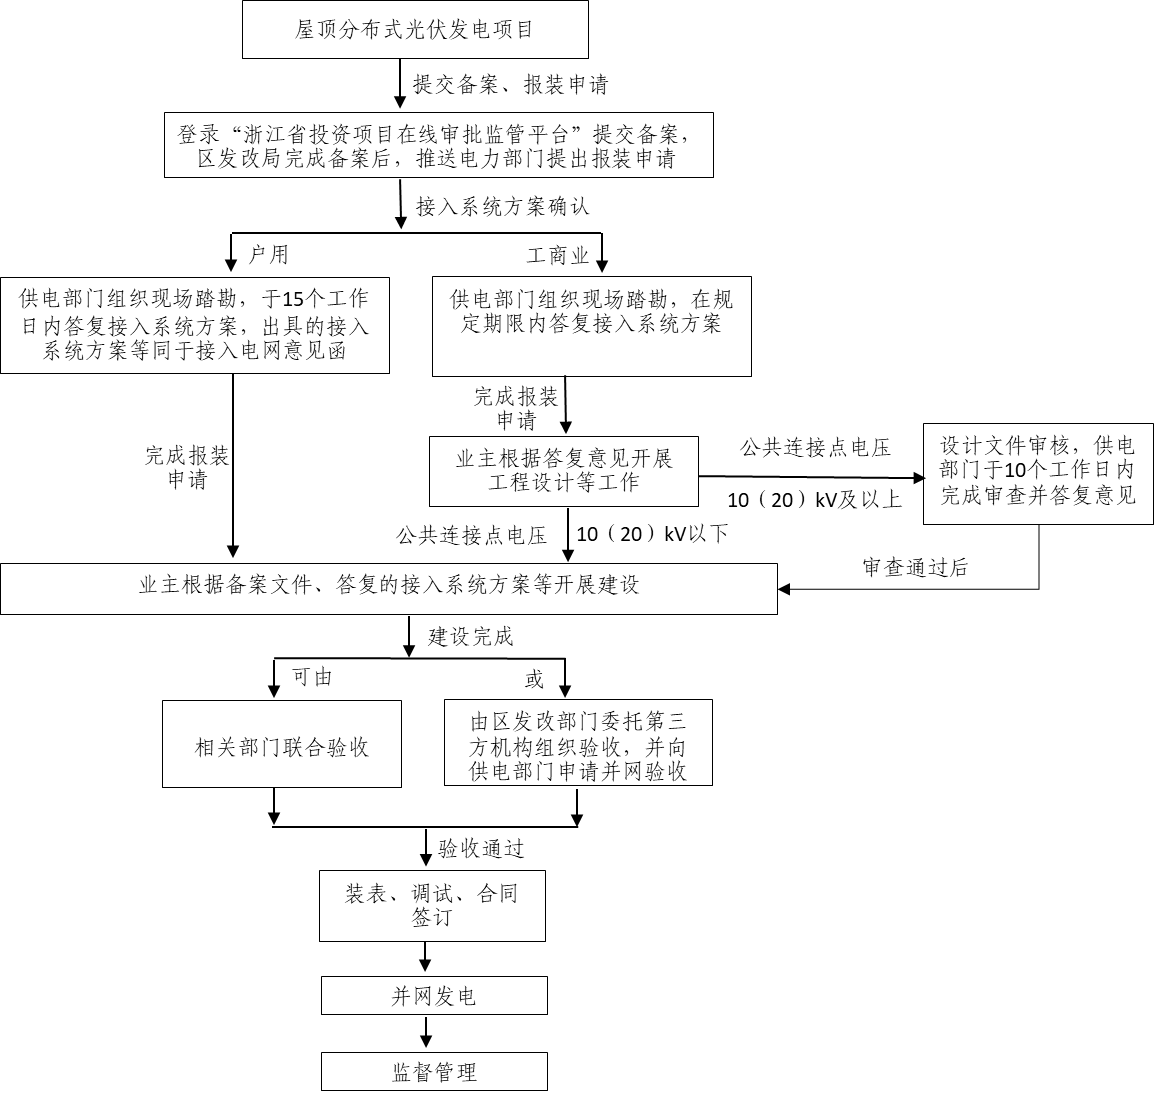 屋顶分布式光伏发电项目
提交备案、报装申请
登录“浙江省投资项目在线审批监管平台”提交备案，
区发改局完成备案后，推送电力部门提出报装申请
接入系统方案确认
户用
工商业
供电部门组织现场踏勘，于15个工作
日内答复接入系统方案，出具的接入
系统方案等同于接入电网意见函
供电部门组织现场踏勘，在规
定期限内答复接入系统方案
完成报装
申请
完成报装
申请
业主根据答复意见开展
工程设计等工作
公共连接点电压
10（20）kV及以上
设计文件审核，供电
部门于10个工作日内
完成审查并答复意见
公共连接点电压
10（20）kV以下
审查通过后
业主根据备案文件、答复的接入系统方案等开展建设
建设完成
可由
或
相关部门联合验收
由区发改部门委托第三
方机构组织验收，并向
供电部门申请并网验收
验收通过
装表、调试、合同
签订
并网发电
监督管理